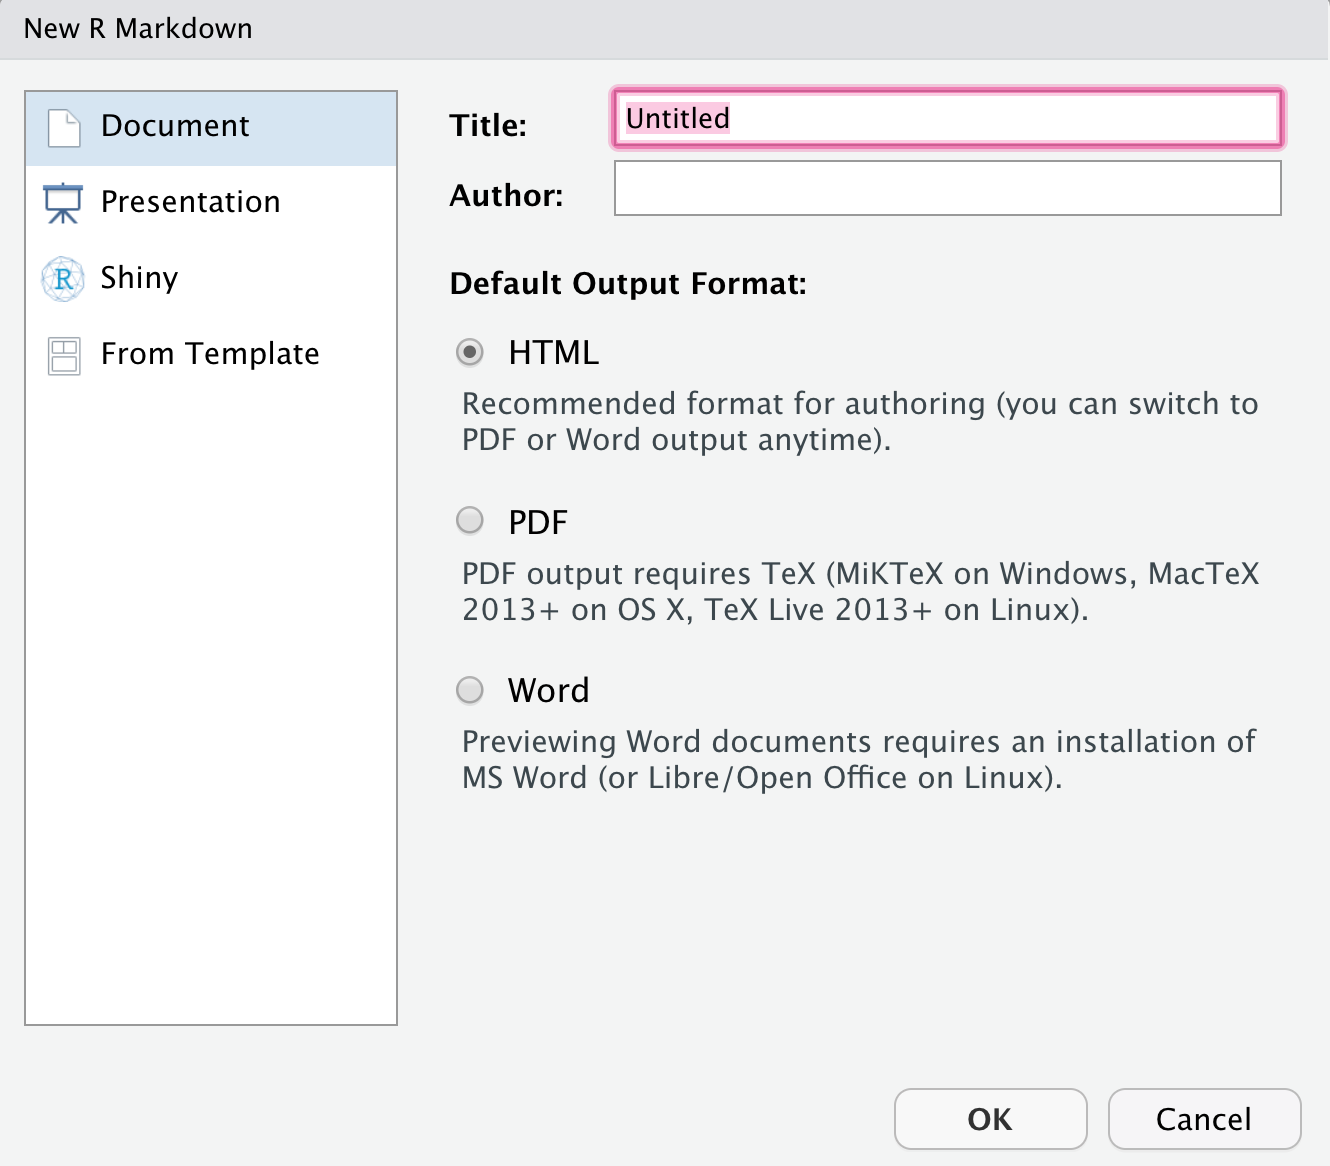 New R Markdown
Document
Presentation
R
Shiny
From Template
Title:
Untitled
Author:
Default Output Format:
HTML
Recommended format for authoring (you can switch to
PDF or Word output anytime).
PDF
PDF output requires TeX (MiKTeX on Windows, MacTeX
2013+ on OS X, TeX Live 2013+ on Linux).
Word
Previewing Word documents requires an installation of
MS Word (or Libre/Open Office on Linux).
OK
Cancel